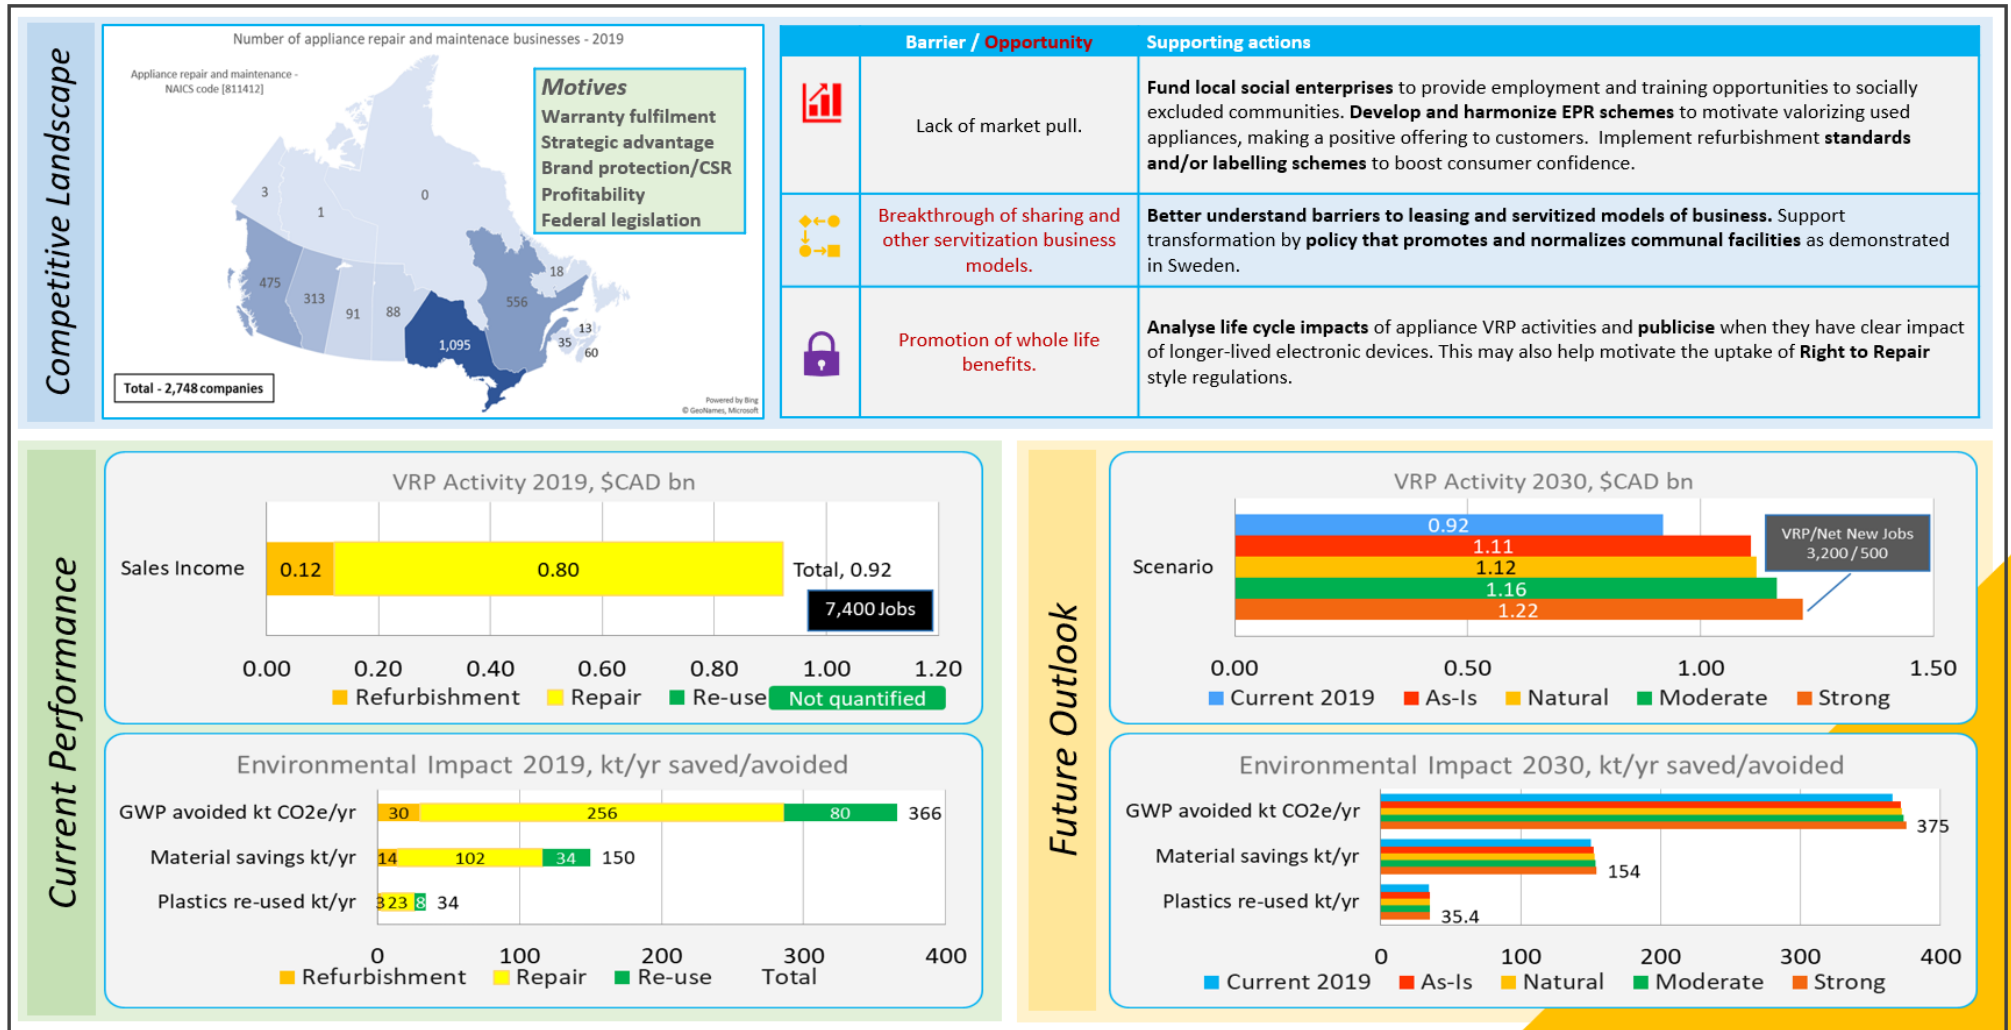 Competitive Landscape
Number of appliance repair and maintenace businesses - 2019
Appliance repair and maintenance -
NAICS code [811412]
Motives
Warranty fulfilment
Strategic advantage
Brand protection/CSR
Profitability
Federal legislation
3
1
0
475
313
91
88
1,095
556
18
13
35
60
Total - 2,748 companies
Powered by Bing
© GeoNames, Microsoft
Barrier / Opportunity
Supporting actions
Lack of market pull.
Fund local social enterprises to provide employment and training opportunities to socially
excluded communities. Develop and harmonize EPR schemes to motivate valorizing used
appliances, making a positive offering to customers. Implement refurbishment standards
and/or labelling schemes to boost consumer confidence.
Breakthrough of sharing and
other servitization business
models.
Better understand barriers to leasing and servitized models of business. Support
transformation by policy that promotes and normalizes communal facilities as demonstrated
in Sweden.
Promotion of whole life
benefits.
Analyse life cycle impacts of appliance VRP activities and publicise when they have clear impact
of longer-lived electronic devices. This may also help motivate the uptake of Right to Repair
style regulations.
Current Performance
VRP Activity 2019, $CAD bn
Sales Income
0.12
0.80
Total, 0.92
7,400 Jobs
0.00 0.20 0.40 0.60 0.80 1.00 1.20
Refurbishment Repair Re-use Not quantified
Environmental Impact 2019, kt/yr saved/avoided
GWP avoided kt CO2e/yr 30 256 80 366
Material savings kt/yr 14 102 34 150
Plastics re-used kt/yr 3 23 8 34
0 100 200 300 400
Refurbishment Repair Re-use Total
Future Outlook
VRP Activity 2030, $CAD bn
Scenario
0.92
1.11
1.12
1.16
1.22
VRP/Net New Jobs
3,200 / 500
0.00 0.50 1.00 1.50
Current 2019 As-Is Natural Moderate Strong
Environmental Impact 2030, kt/yr saved/avoided
GWP avoided kt CO2e/yr 375
Material savings kt/yr 154
Plastics re-used kt/yr 35.4
0 100 200 300 400
Current 2019 As-Is Natural Moderate Strong